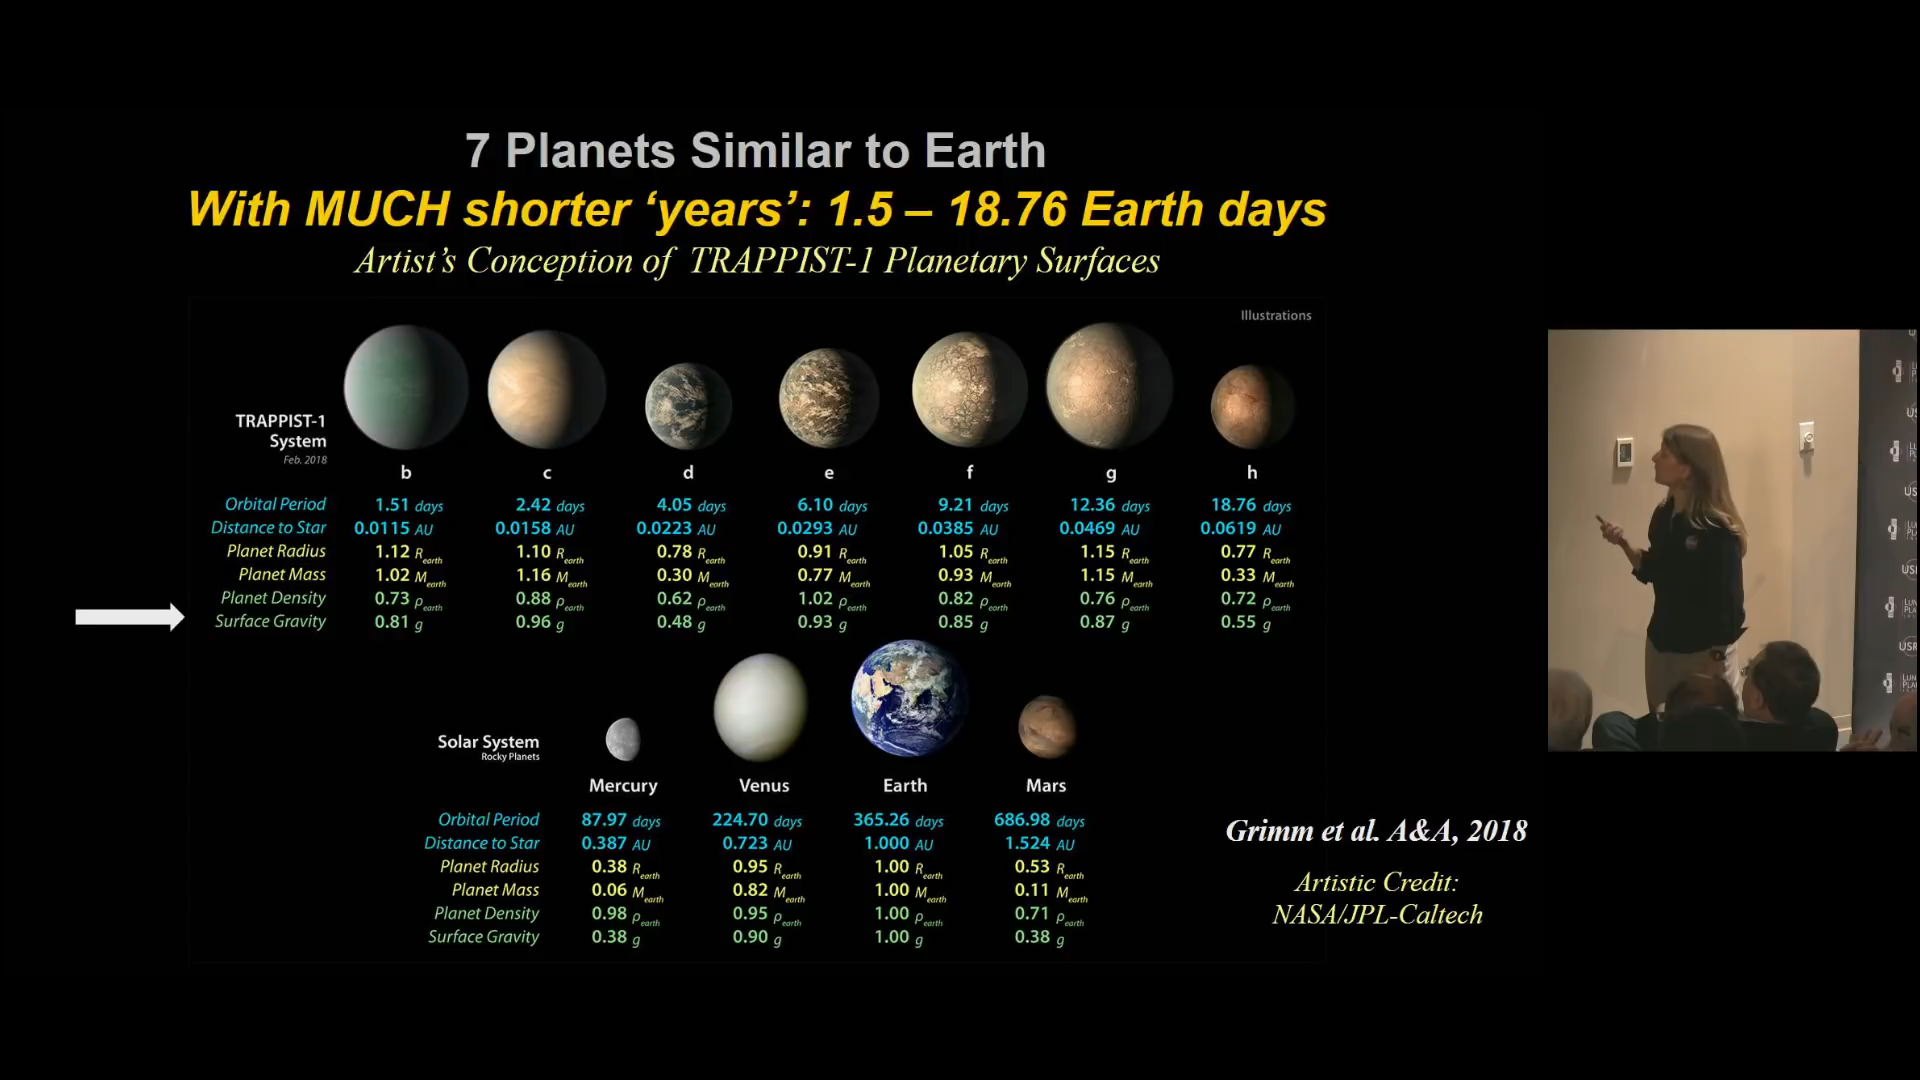 7 Planets Similar to Earth
With MUCH shorter ‘years’: 1.5 – 18.76 Earth days
Artist’s Conception of TRAPPIST-1 Planetary Surfaces
Illustrations
TRAPPIST-1
System
Feb. 2018
b c d e f g h
Orbital Period 1.51 days 2.42 days 4.05 days 6.10 days 9.21 days 12.36 days 18.76 days
Distance to Star 0.0115 AU 0.0158 AU 0.0223 AU 0.0293 AU 0.0385 AU 0.0469 AU 0.0619 AU
Planet Radius 1.12 Rearth 1.10 Rearth 0.78 Rearth 0.91 Rearth 1.05 Rearth 1.15 Rearth 0.77 Rearth
Planet Mass 1.02 Mearth 1.16 Mearth 0.30 Mearth 0.77 Mearth 0.93 Mearth 1.15 Mearth 0.33 Mearth
Planet Density 0.73 ρearth 0.88 ρearth 0.62 ρearth 1.02 ρearth 0.82 ρearth 0.76 ρearth 0.72 ρearth
Surface Gravity 0.81 g 0.96 g 0.48 g 0.93 g 0.85 g 0.87 g 0.55 g
Solar System
Rocky Planets
Mercury Venus Earth Mars
Orbital Period 87.97 days 224.70 days 365.26 days 686.98 days
Distance to Star 0.387 AU 0.723 AU 1.000 AU 1.524 AU
Planet Radius 0.38 Rearth 0.95 Rearth 1.00 Rearth 0.53 Rearth
Planet Mass 0.06 Mearth 0.82 Mearth 1.00 Mearth 0.11 Mearth
Planet Density 0.98 ρearth 0.95 ρearth 1.00 ρearth 0.71 ρearth
Surface Gravity 0.38 g 0.90 g 1.00 g 0.38 g
Grimm et al. A&A, 2018
Artistic Credit:
NASA/JPL-Caltech